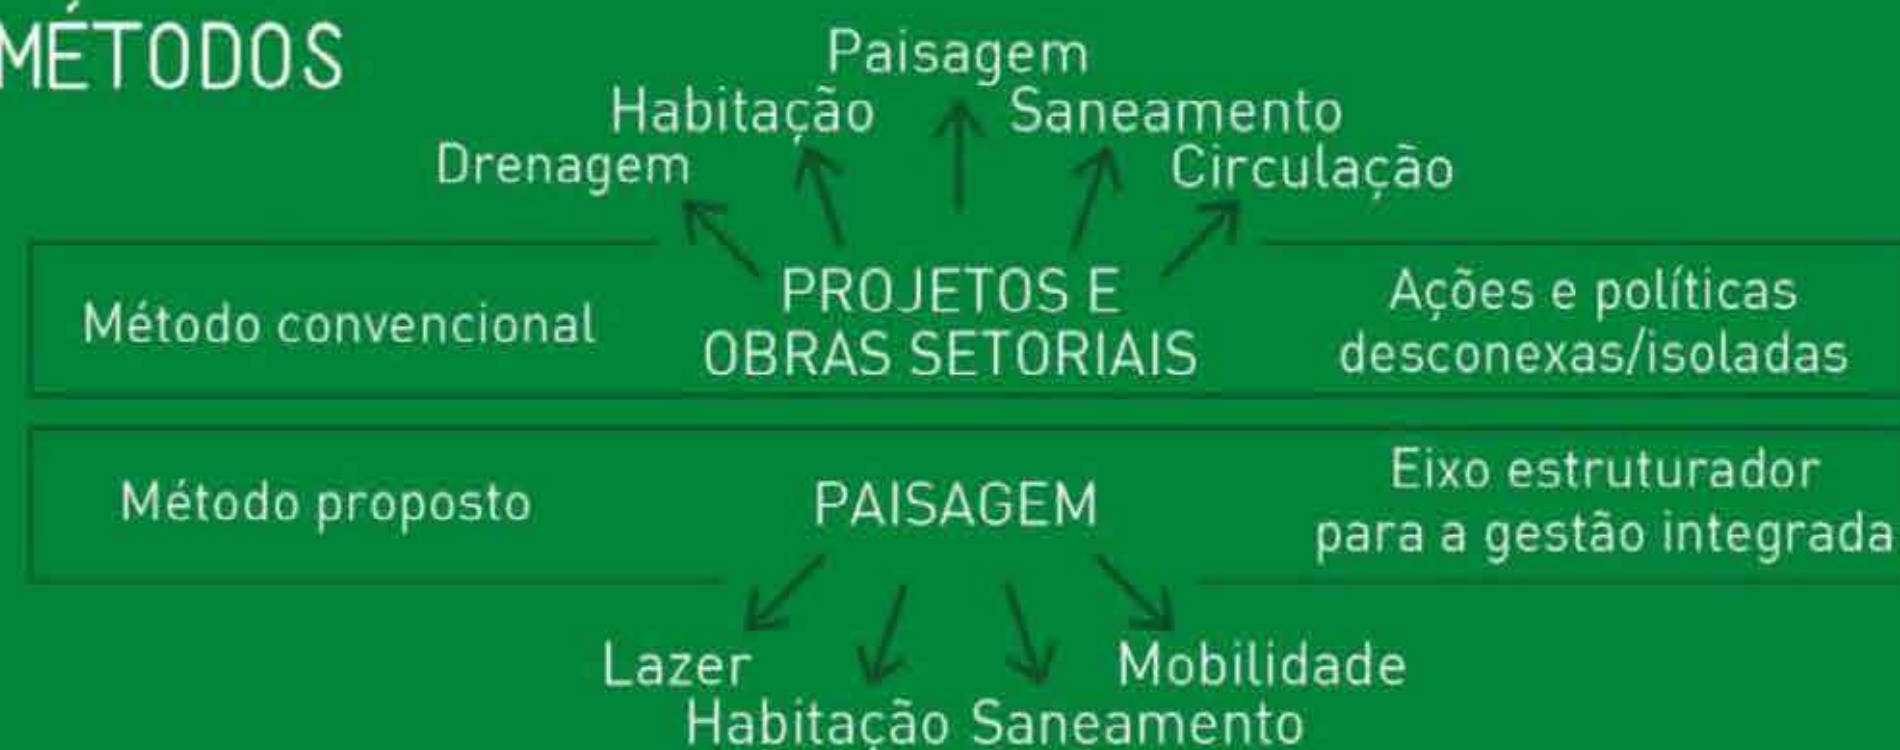 MÉTODOS
Paisagem
Habitação
Saneamento
Drenagem
Circulação
Método convencional
PROJETOS E
OBRAS SETORIAIS
Ações e políticas
desconexas/isoladas
Método proposto
PAISAGEM
Eixo estruturador
para a gestão integrada
Lazer
Mobilidade
Habitação
Saneamento